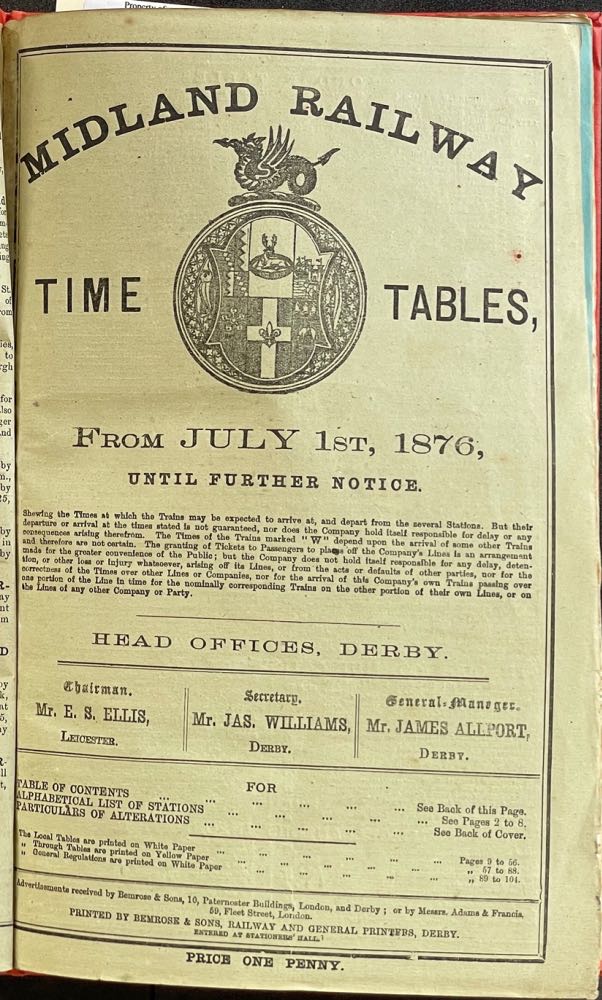 Property of
MIDLAND RAILWAY
TIME TABLES,
FROM JULY 1ST, 1876,
UNTIL FURTHER NOTICE.
Shewing the Times at which the Trains may be expected to arrive at, and depart from the several Stations. But their
departure or arrival at the times stated is not guaranteed, nor does the Company hold itself responsible for delay or any
consequences arising therefrom. The Times of the Trains marked "W" depend upon the arrival of some other Trains
and therefore are not certain. The granting of Tickets to Passengers to places off the Company's Lines is an arrangement
made for the greater convenience of the Public; but the Company does not hold itself responsible for any delay, deten-
tion, or other loss or injury whatsoever, arising off its Lines, or from the acts or defaults of other parties, nor for the
correctness of the Times over other Lines or Companies, nor for the arrival of this Company's own Trains passing over
one portion of the Line in time for the nominally corresponding Trains on the other portion of their own Lines, or on
the Lines of any other Company or Party.
HEAD OFFICES, DERBY.
Chairman.
Mr. E. S. ELLIS,
LEICESTER.
Secretary.
Mr. JAS. WILLIAMS,
DERBY.
General-Manager.
Mr. JAMES ALLPORT,
DERBY.
FOR
TABLE OF CONTENTS ... ... ... ... ... ... See Back of this Page.
ALPHABETICAL LIST OF STATIONS ... ... ... ... ... See Pages 2 to 8.
PARTICULARS OF ALTERATIONS ... ... ... ... ... See Back of Cover.
The Local Tables are printed on White Paper ... ... ... ... ... Pages 9 to 56.
" Through Tables are printed on Yellow Paper ... ... ... ... ... " 57 to 88.
" General Regulations are printed on White Paper ... ... ... ... ... " 89 to 104.
Advertisements received by Bemrose & Sons, 10, Paternoster Buildings, London, and Derby; or by Messrs. Adams & Francis,
59, Fleet Street, London.
PRINTED BY BEMROSE & SONS, RAILWAY AND GENERAL PRINTERS, DERBY.
ENTERED AT STATIONERS' HALL.]
PRICE ONE PENNY.